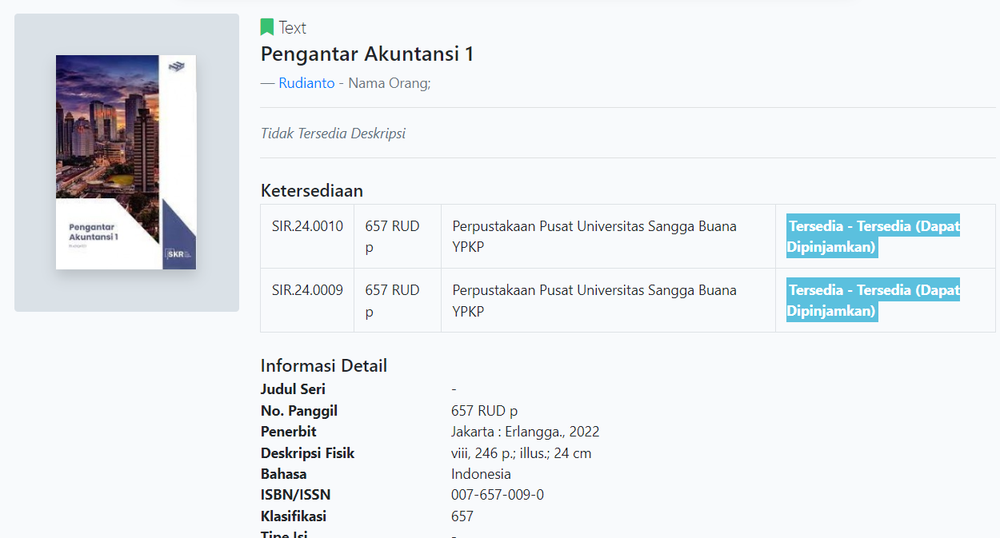 Text
Pengantar Akuntansi 1
— Rudianto - Nama Orang;
Tidak Tersedia Deskripsi
Pengantar
Akuntansi 1
Rudianto
SKR
Ketersediaan
SIR.24.0010 657 RUD p Perpustakaan Pusat Universitas Sangga Buana YPKP Tersedia - Tersedia (Dapat Dipinjamkan)
SIR.24.0009 657 RUD p Perpustakaan Pusat Universitas Sangga Buana YPKP Tersedia - Tersedia (Dapat Dipinjamkan)
Informasi Detail
Judul Seri -
No. Panggil 657 RUD p
Penerbit Jakarta : Erlangga., 2022
Deskripsi Fisik viii, 246 p.; illus.; 24 cm
Bahasa Indonesia
ISBN/ISSN 007-657-009-0
Klasifikasi 657
Tipe Isi -